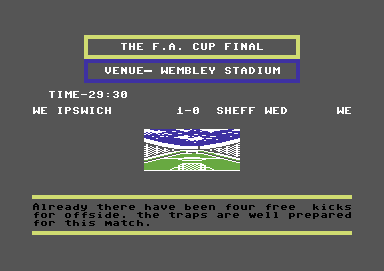 THE F.A. CUP FINAL
VENUE— WEMBLEY STADIUM
TIME—29:30
WE IPSWICH 1-0 SHEFF WED WE
Already there have been four free kicks
for offside. the traps are well prepared
for this match.